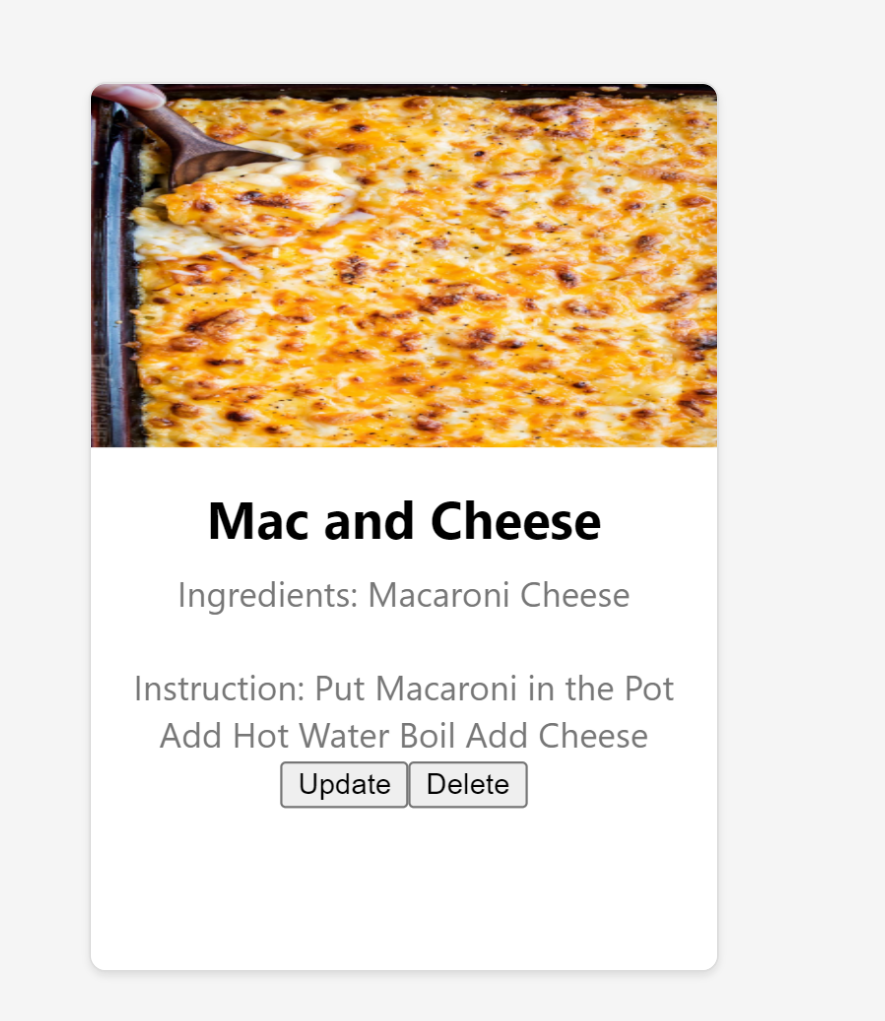 Mac and Cheese
Ingredients: Macaroni Cheese
Instruction: Put Macaroni in the Pot
Add Hot Water Boil Add Cheese
Update Delete